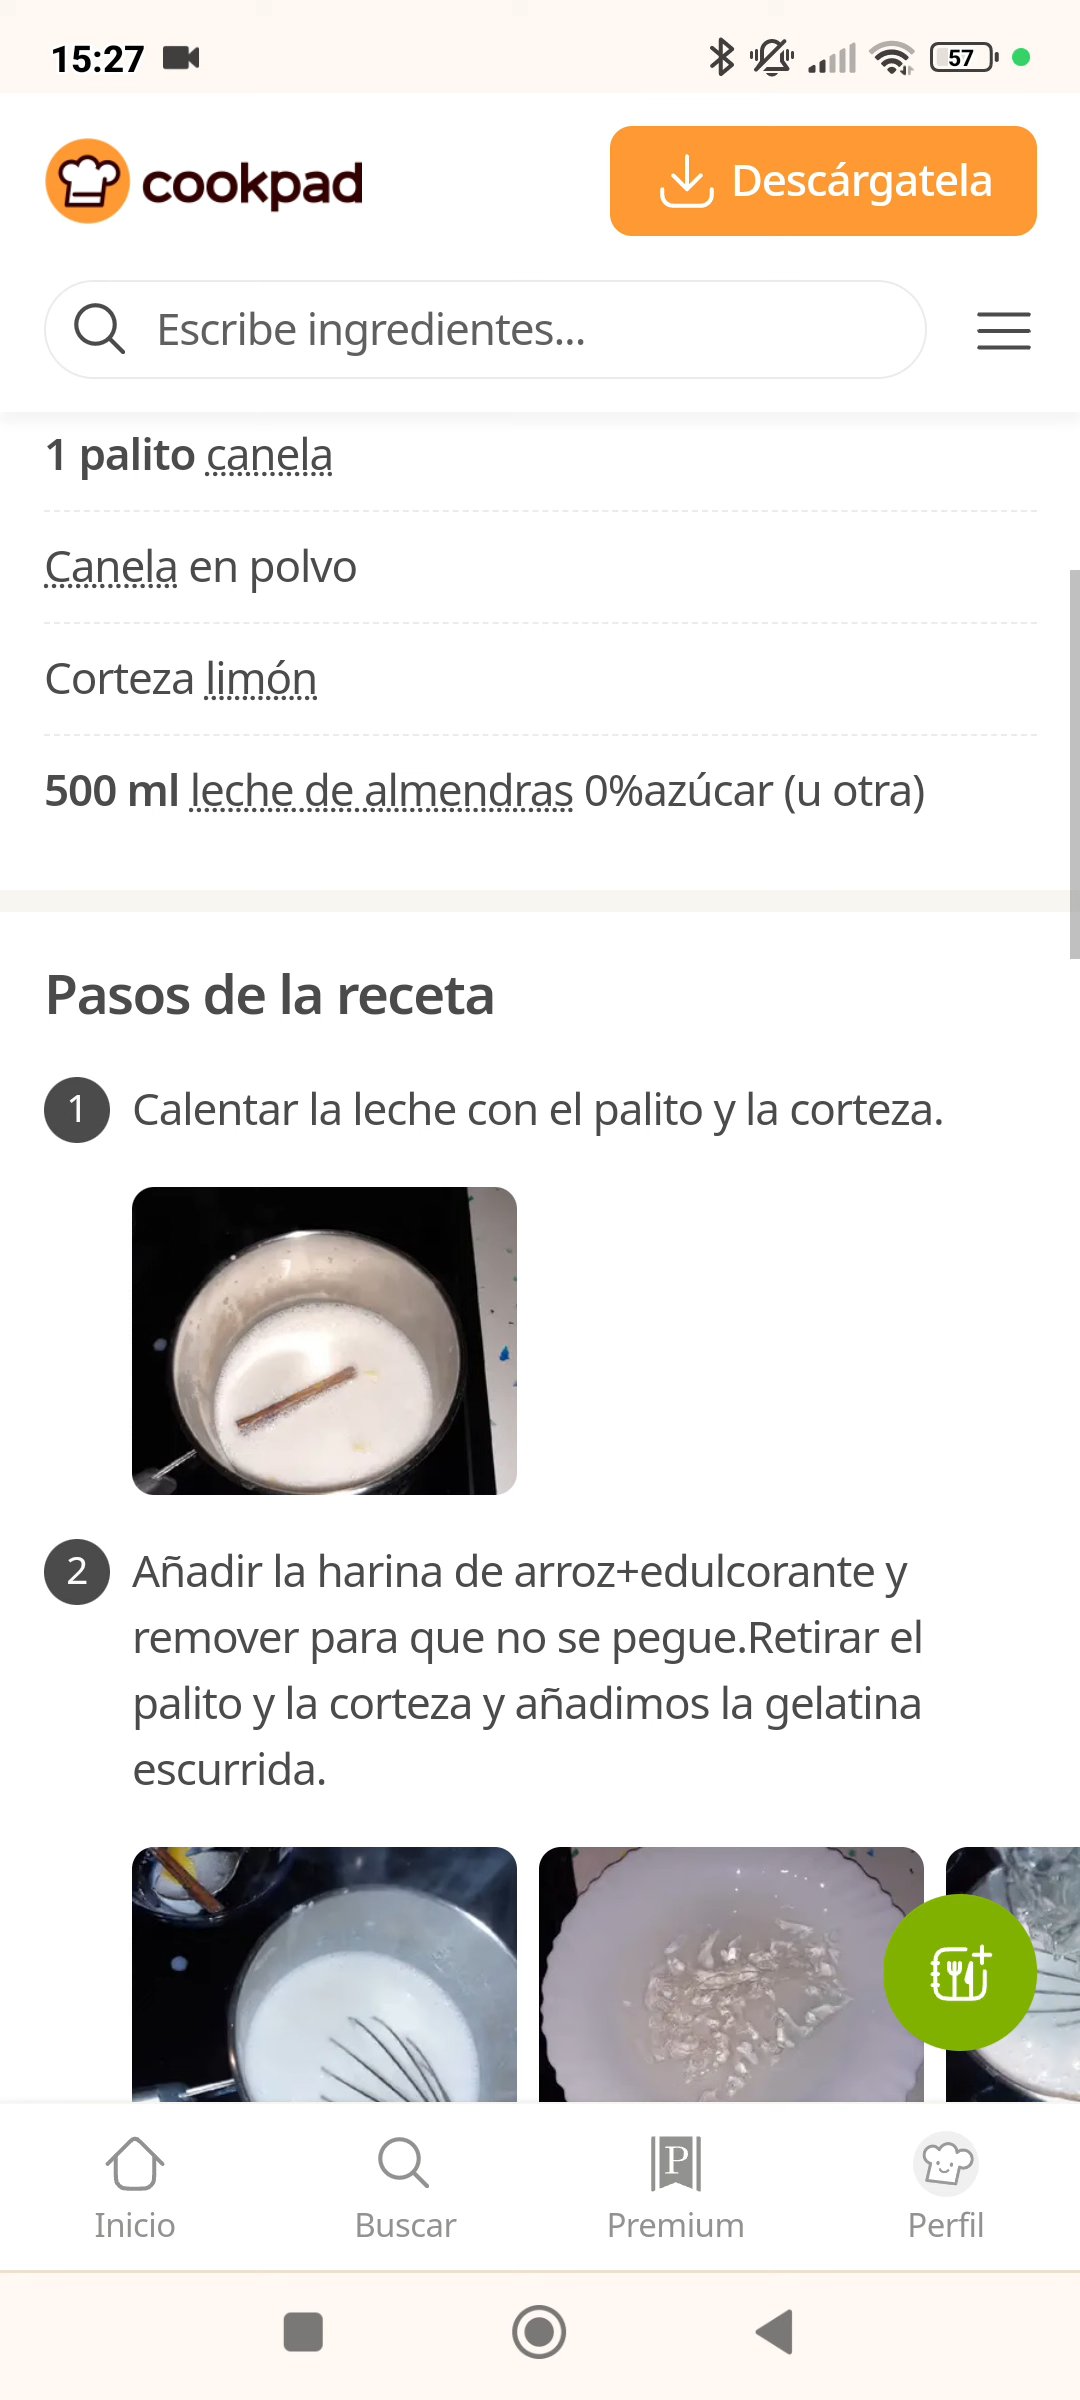 15:27
57
cookpad
Descárgatela
Escribe ingredientes...
1 palito canela
Canela en polvo
Corteza limón
500 ml leche de almendras 0%azúcar (u otra)
Pasos de la receta
1 Calentar la leche con el palito y la corteza.
2 Añadir la harina de arroz+edulcorante y
remover para que no se pegue.Retirar el
palito y la corteza y añadimos la gelatina
escurrida.
P
Inicio
Buscar
Premium
Perfil